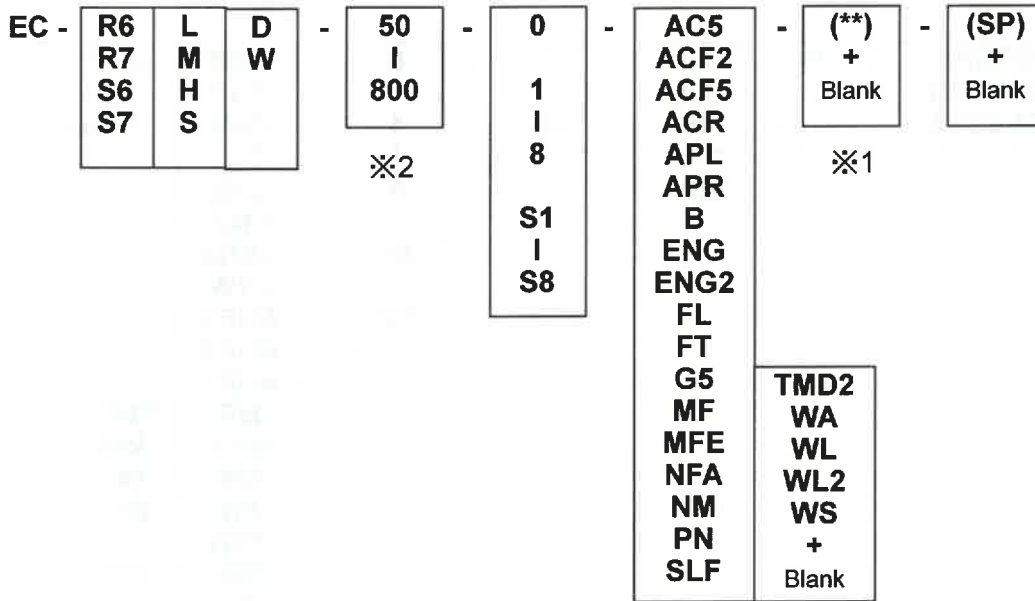 EC - R6 L D - 50 - 0 - AC5 - (**) - (SP)
R7 M W I ACF2 + +
S6 H 800 1 ACF5 Blank Blank
S7 S I ACR
※2 8 APL ※1
APR
S1 B
I ENG
S8 ENG2
FL
FT
G5 TMD2
MF WA
MFE WL
NFA WL2
NM WS
PN +
SLF Blank